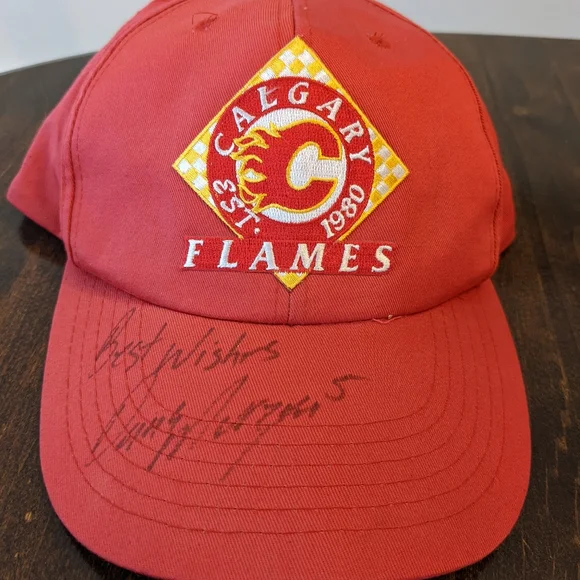 CALGARY
C
EST. 1980
FLAMES
Best Wishes
5